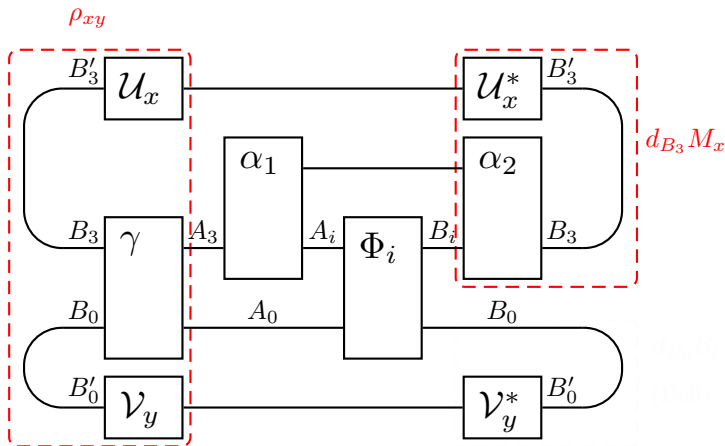 ρ_{xy}
B′_3 𝒰_x 𝒰*_x B′_3
d_{B_3} M_x
α_1 α_2
B_3 γ A_3 A_i Φ_i B_i B_3
B_0 A_0 B_0
B′_0 𝒱_y 𝒱*_y B′_0